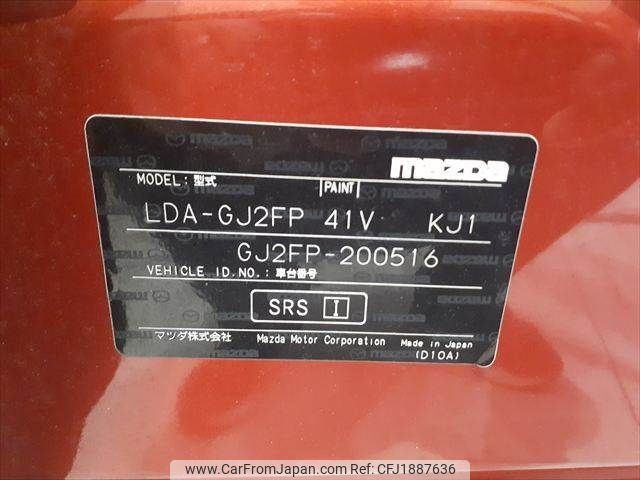 mazda
MODEL: 型式
PAINT
LDA-GJ2FP 41V KJ1
GJ2FP-200516
VEHICLE ID.NO.: 車台番号
SRS I
マツダ株式会社 Mazda Motor Corporation Made in Japan
(D10A)
www.CarFromJapan.com Ref-ID: CFJ1887636